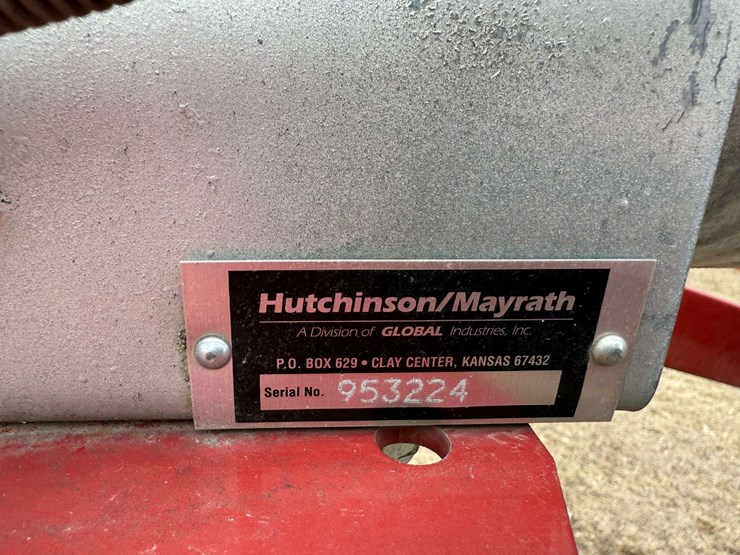 Hutchinson/Mayrath
A Division of GLOBAL Industries, Inc.
P.O. BOX 629 • CLAY CENTER, KANSAS 67432
Serial No. 953224